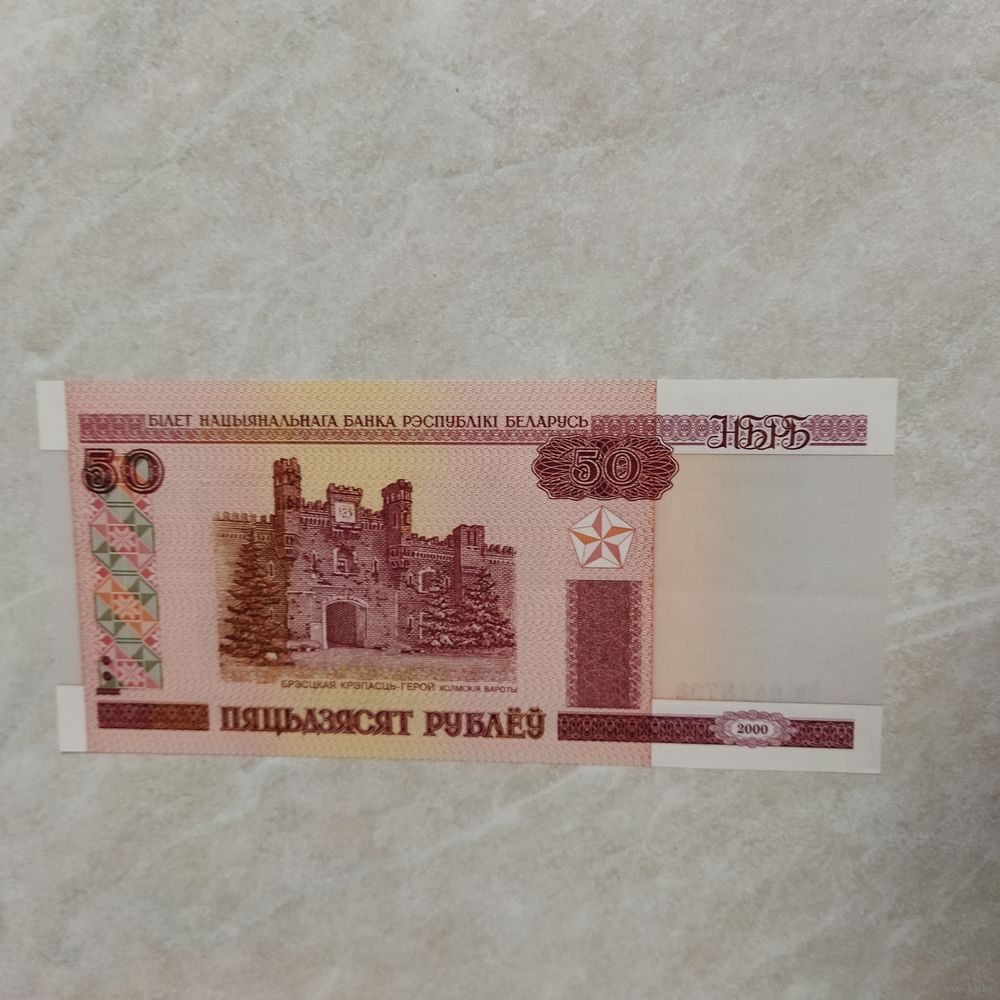 БІЛЕТ НАЦЫЯНАЛЬНАГА БАНКА РЭСПУБЛІКІ БЕЛАРУСЬ
НБРБ
50
50
БРЭСЦКАЯ КРЭПАСЦЬ-ГЕРОЙ ХОЛМСКІЯ ВАРОТЫ
ПЯЦЬДЗЯСЯТ РУБЛЁЎ
2000